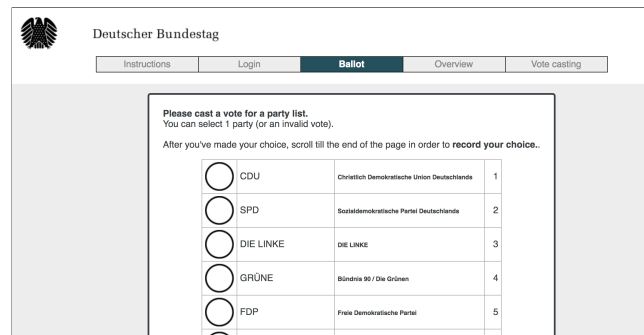 Deutscher Bundestag
Instructions Login Ballot Overview Vote casting
Please cast a vote for a party list.
You can select 1 party (or an invalid vote).
After you've made your choice, scroll till the end of the page in order to record your choice..
CDU Christlich Demokratische Union Deutschlands 1
SPD Sozialdemokratische Partei Deutschlands 2
DIE LINKE DIE LINKE 3
GRÜNE Bündnis 90 / Die Grünen 4
FDP Freie Demokratische Partei 5